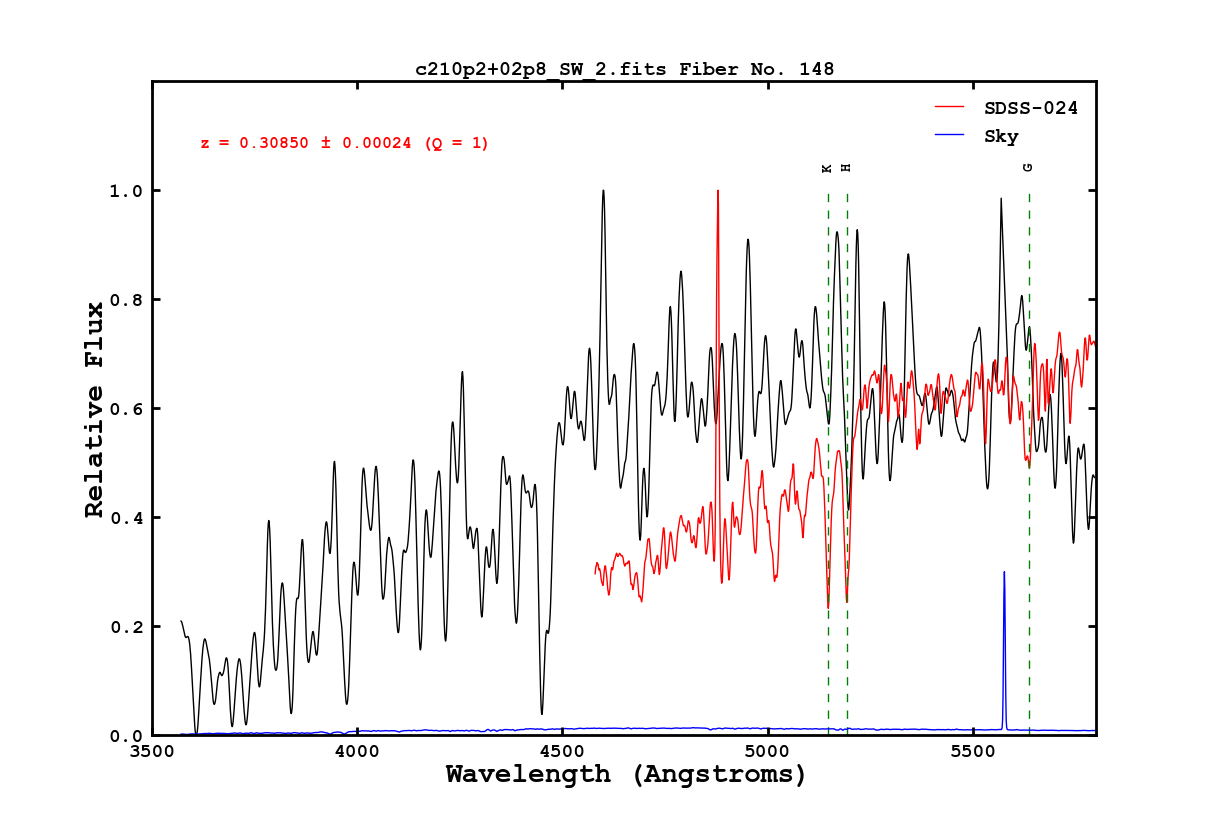 c210p2+02p8_SW_2.fits Fiber No. 148
SDSS-024
Sky
z = 0.30850 ± 0.00024 (Q = 1)
K
H
G
1.0
0.8
0.6
0.4
0.2
0.0
Relative Flux
3500
4000
4500
5000
5500
Wavelength (Angstroms)